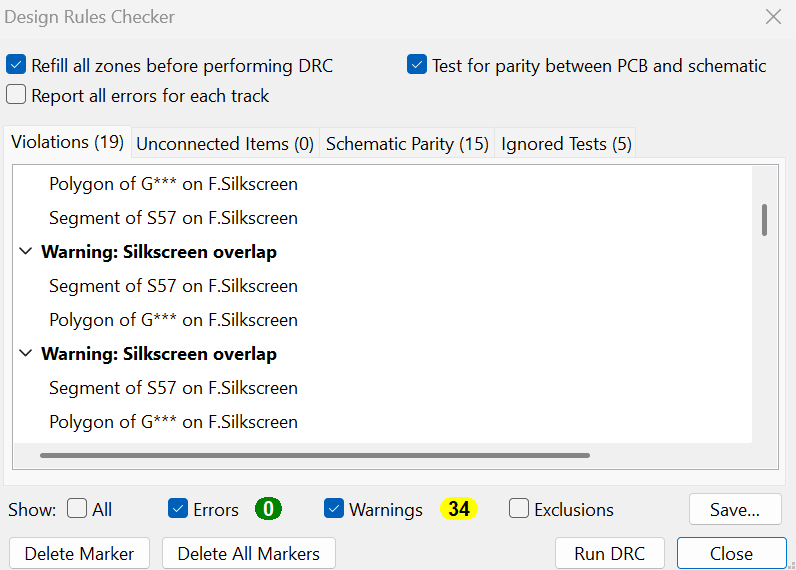 Design Rules Checker
Refill all zones before performing DRC Test for parity between PCB and schematic
Report all errors for each track
Violations (19) Unconnected Items (0) Schematic Parity (15) Ignored Tests (5)
Polygon of G*** on F.Silkscreen
Segment of S57 on F.Silkscreen
Warning: Silkscreen overlap
Segment of S57 on F.Silkscreen
Polygon of G*** on F.Silkscreen
Warning: Silkscreen overlap
Segment of S57 on F.Silkscreen
Polygon of G*** on F.Silkscreen
Show: All Errors 0 Warnings 34 Exclusions Save...
Delete Marker Delete All Markers Run DRC Close